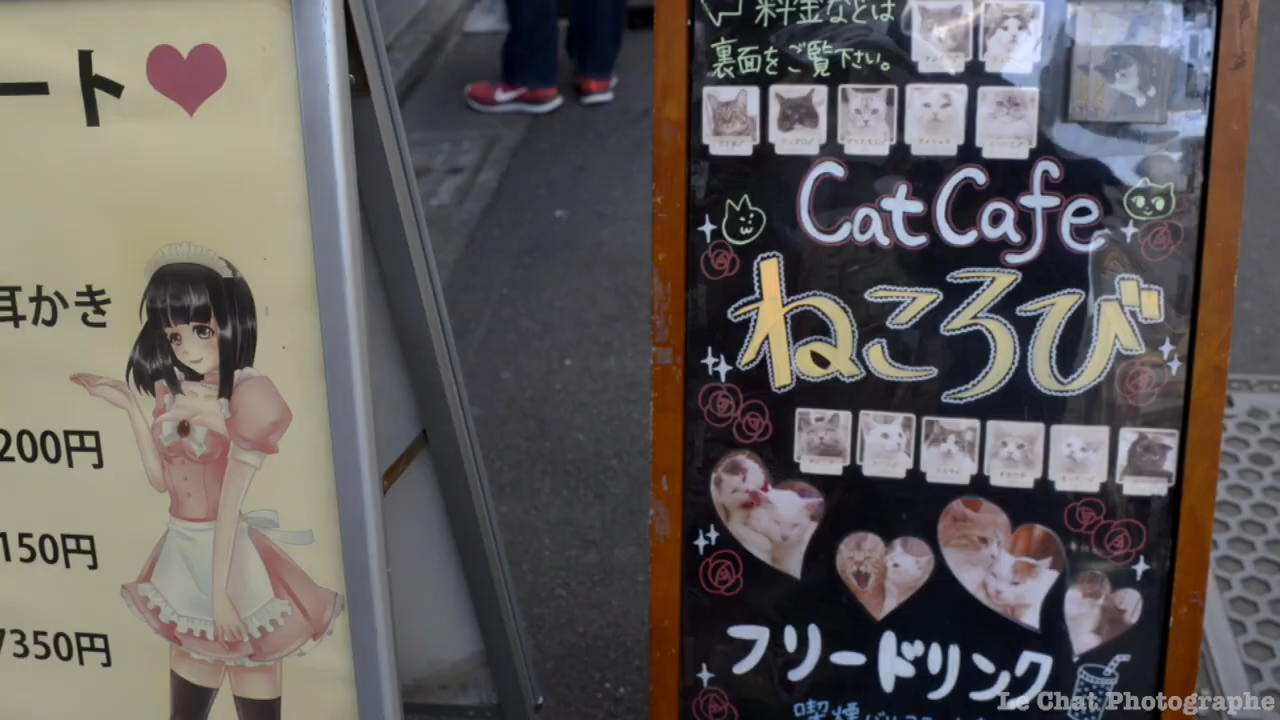 ート
耳かき
200円
150円
7350円
料金などは
裏面をご覧下さい。
Cat Cafe
ねころび
フリードリンク
喫煙
Le Chat Photographe